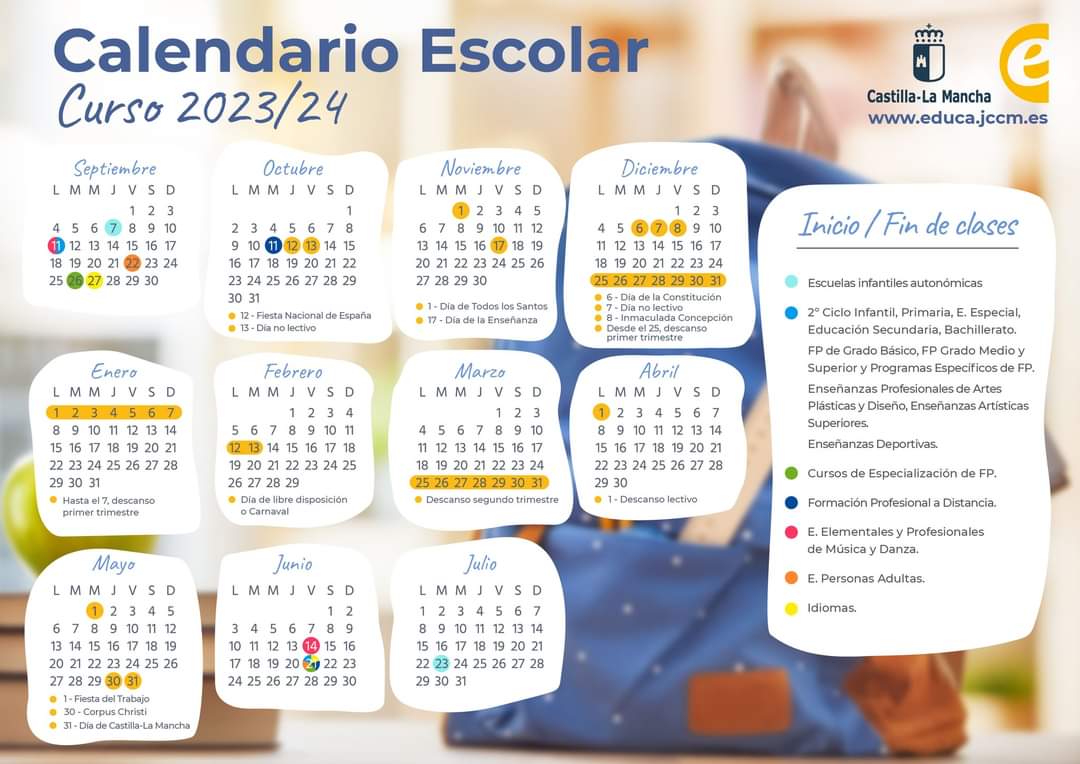 Calendario Escolar
Curso 2023/24
Castilla-La Mancha
e
www.educa.jccm.es
Septiembre
L M M J V S D
1 2 3
4 5 6 7 8 9 10
11 12 13 14 15 16 17
18 19 20 21 22 23 24
25 26 27 28 29 30
Octubre
L M M J V S D
1
2 3 4 5 6 7 8
9 10 11 12 13 14 15
16 17 18 19 20 21 22
23 24 25 26 27 28 29
30 31
12 - Fiesta Nacional de España
13 - Día no lectivo
Noviembre
L M M J V S D
1 2 3 4 5
6 7 8 9 10 11 12
13 14 15 16 17 18 19
20 21 22 23 24 25 26
27 28 29 30
1 - Día de Todos los Santos
17 - Día de la Enseñanza
Diciembre
L M M J V S D
1 2 3
4 5 6 7 8 9 10
11 12 13 14 15 16 17
18 19 20 21 22 23 24
25 26 27 28 29 30 31
6 - Día de la Constitución
7 - Día no lectivo
8 - Inmaculada Concepción
Desde el 25, descanso
primer trimestre
Enero
L M M J V S D
1 2 3 4 5 6 7
8 9 10 11 12 13 14
15 16 17 18 19 20 21
22 23 24 25 26 27 28
29 30 31
Hasta el 7, descanso
primer trimestre
Febrero
L M M J V S D
1 2 3 4
5 6 7 8 9 10 11
12 13 14 15 16 17 18
19 20 21 22 23 24 25
26 27 28 29
Día de libre disposición
o Carnaval
Marzo
L M M J V S D
1 2 3
4 5 6 7 8 9 10
11 12 13 14 15 16 17
18 19 20 21 22 23 24
25 26 27 28 29 30 31
Descanso segundo trimestre
Abril
L M M J V S D
1 2 3 4 5 6 7
8 9 10 11 12 13 14
15 16 17 18 19 20 21
22 23 24 25 26 27 28
29 30
1 - Descanso lectivo
Mayo
L M M J V S D
1 2 3 4 5
6 7 8 9 10 11 12
13 14 15 16 17 18 19
20 21 22 23 24 25 26
27 28 29 30 31
1 - Fiesta del Trabajo
30 - Corpus Christi
31 - Día de Castilla-La Mancha
Junio
L M M J V S D
1 2
3 4 5 6 7 8 9
10 11 12 13 14 15 16
17 18 19 20 21 22 23
24 25 26 27 28 29 30
Julio
L M M J V S D
1 2 3 4 5 6 7
8 9 10 11 12 13 14
15 16 17 18 19 20 21
22 23 24 25 26 27 28
29 30 31
Inicio / Fin de clases
Escuelas infantiles autonómicas
2º Ciclo Infantil, Primaria, E. Especial,
Educación Secundaria, Bachillerato.
FP de Grado Básico, FP Grado Medio y
Superior y Programas Específicos de FP.
Enseñanzas Profesionales de Artes
Plásticas y Diseño, Enseñanzas Artísticas
Superiores.
Enseñanzas Deportivas.
Cursos de Especialización de FP.
Formación Profesional a Distancia.
E. Elementales y Profesionales
de Música y Danza.
E. Personas Adultas.
Idiomas.